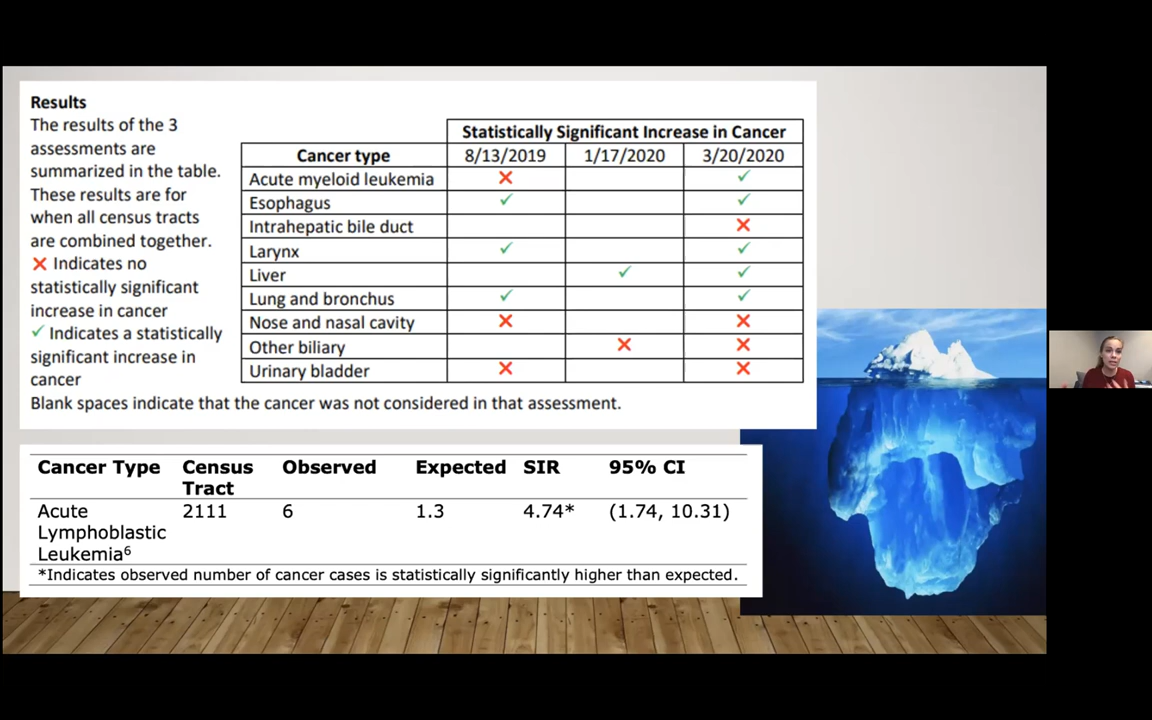 Results
The results of the 3
assessments are
summarized in the table.
These results are for
when all census tracts
are combined together.
❌ Indicates no
statistically significant
increase in cancer
✓ Indicates a statistically
significant increase in
cancer
Statistically Significant Increase in Cancer
Cancer type 8/13/2019 1/17/2020 3/20/2020
Acute myeloid leukemia ❌ ✓
Esophagus ✓ ✓
Intrahepatic bile duct ❌
Larynx ✓ ✓
Liver ✓ ✓
Lung and bronchus ✓ ✓
Nose and nasal cavity ❌ ❌
Other biliary ❌ ❌
Urinary bladder ❌ ❌
Blank spaces indicate that the cancer was not considered in that assessment.
Cancer Type Census Observed Expected SIR 95% CI
Tract
Acute 2111 6 1.3 4.74* (1.74, 10.31)
Lymphoblastic
Leukemia⁶
*Indicates observed number of cancer cases is statistically significantly higher than expected.